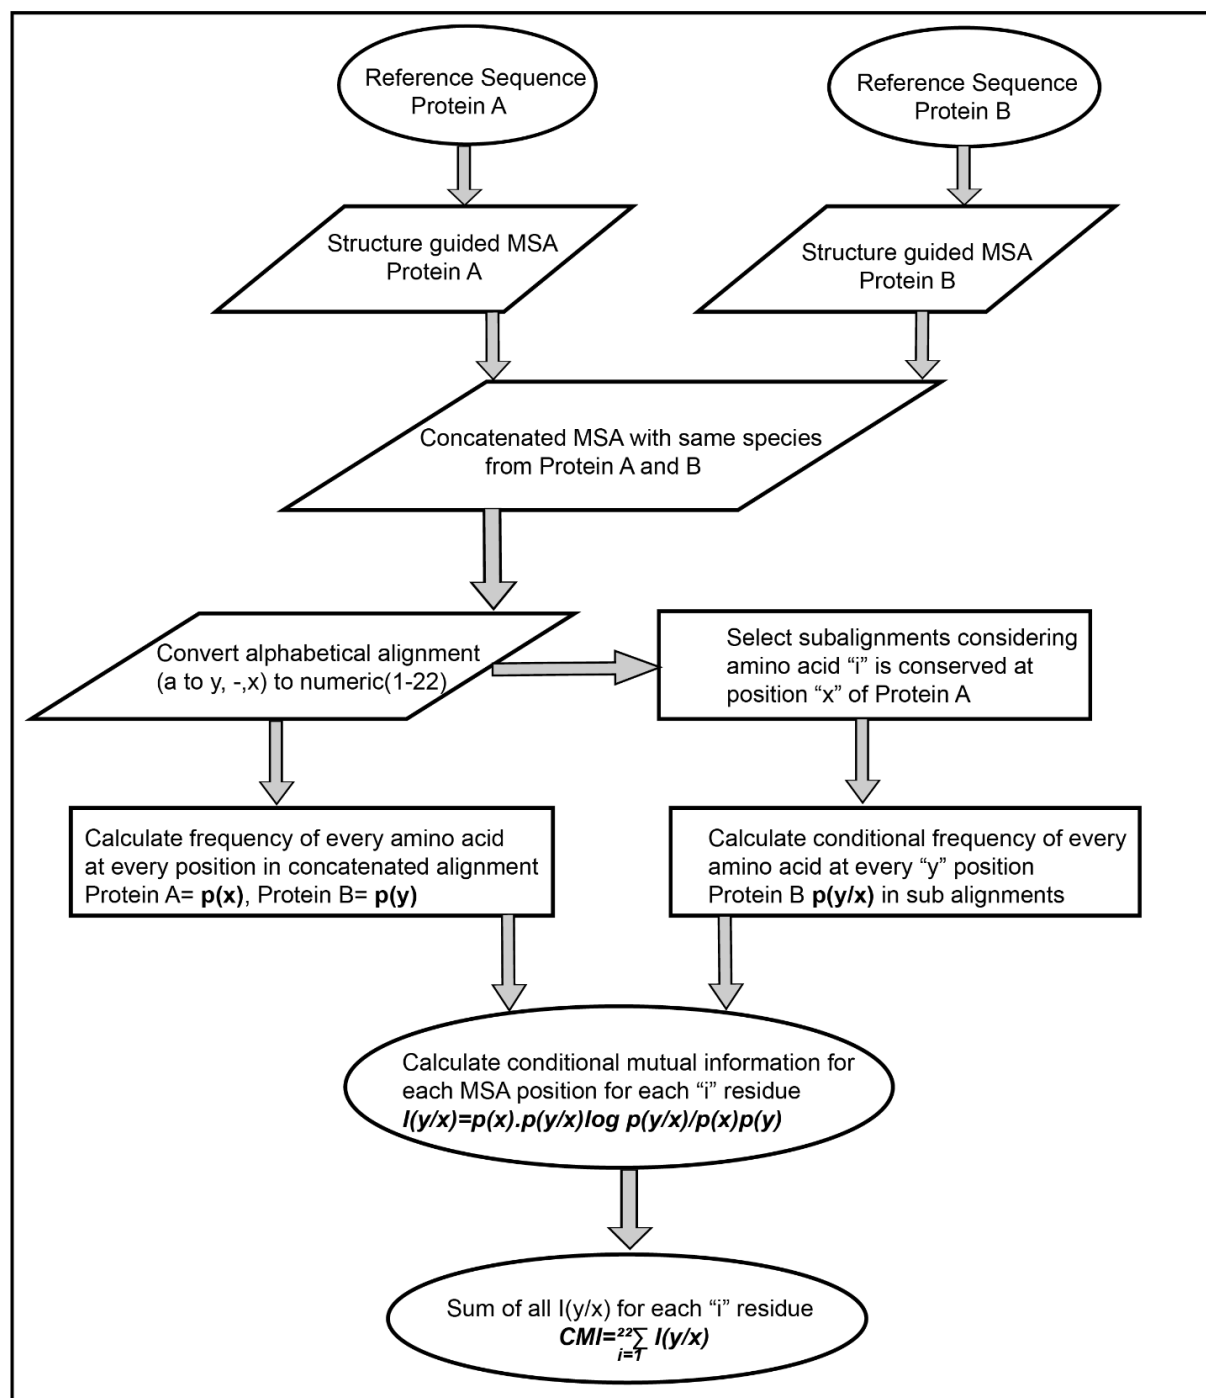 Reference Sequence
Protein A
Reference Sequence
Protein B
Structure guided MSA
Protein A
Structure guided MSA
Protein B
Concatenated MSA with same species
from Protein A and B
Convert alphabetical alignment
(a to y, -,x) to numeric(1-22)
Select subalignments considering
amino acid “i” is conserved at
position “x” of Protein A
Calculate frequency of every amino acid
at every position in concatenated alignment
Protein A= p(x), Protein B= p(y)
Calculate conditional frequency of every
amino acid at every “y” position
Protein B p(y/x) in sub alignments
Calculate conditional mutual information for
each MSA position for each “i” residue
I(y/x)=p(x).p(y/x)log p(y/x)/p(x)p(y)
Sum of all I(y/x) for each “i” residue
CMI=²²∑ I(y/x)
i=1